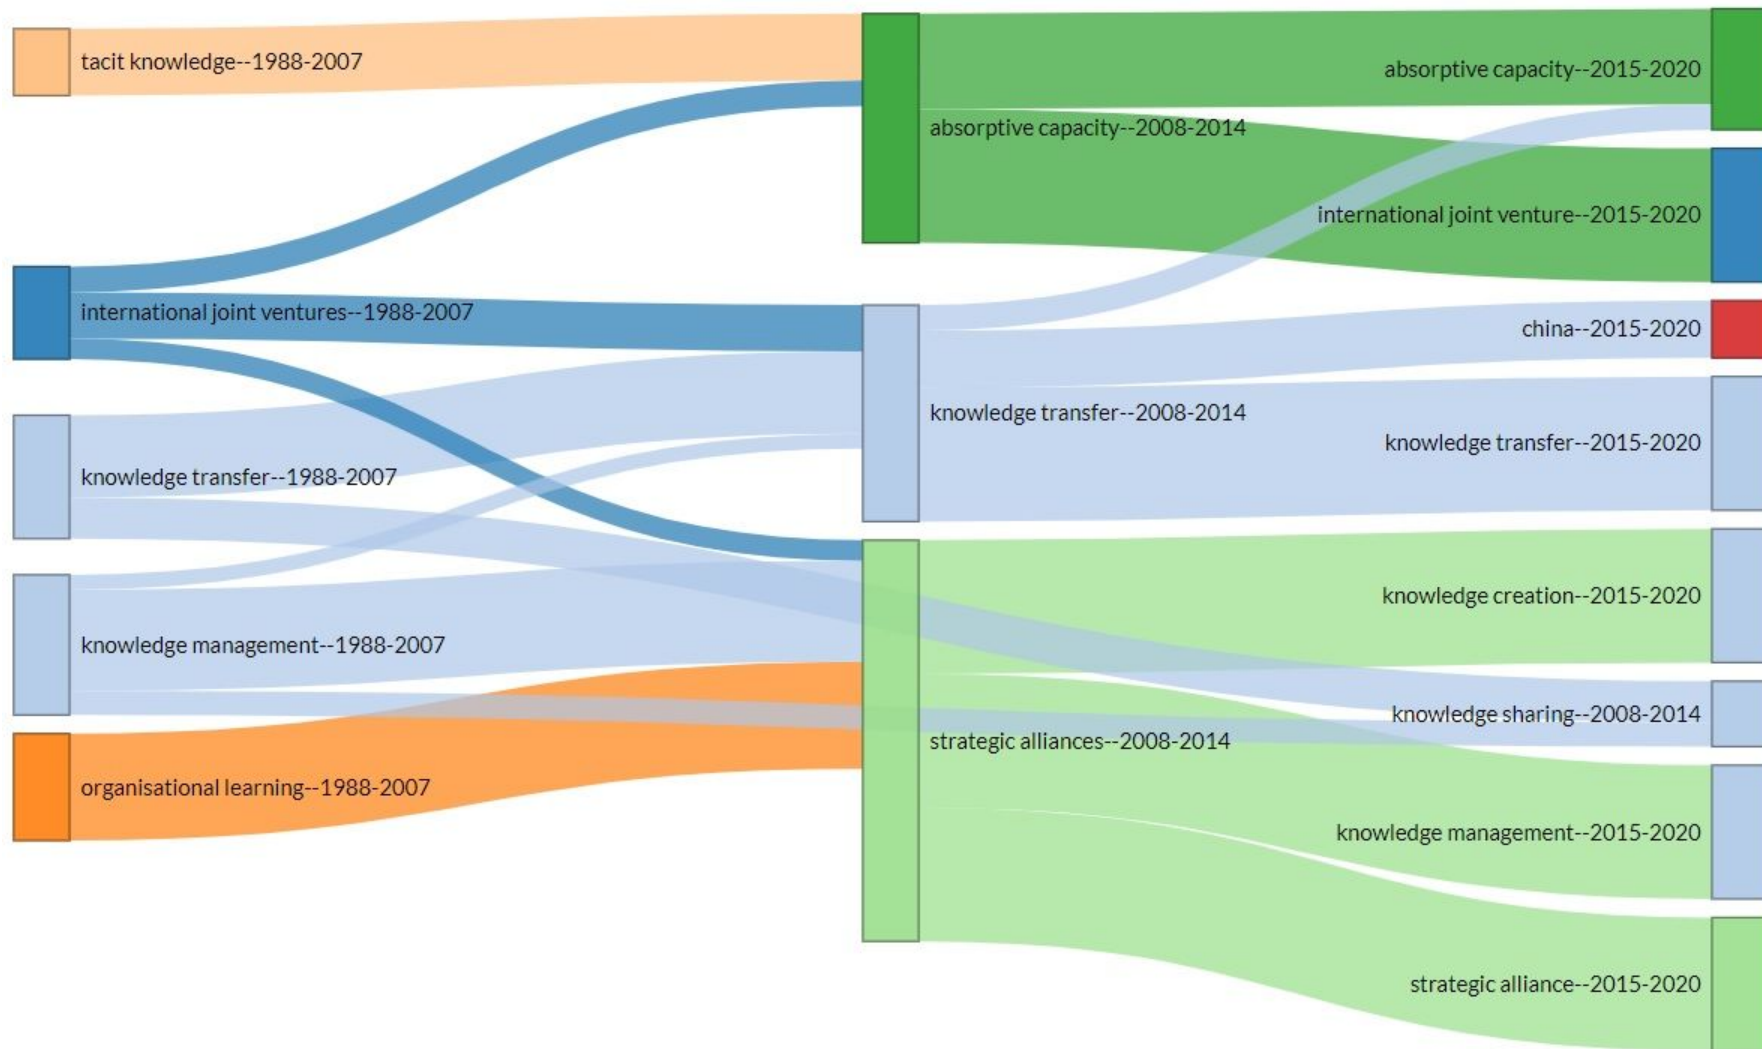 tacit knowledge--1988-2007
international joint ventures--1988-2007
knowledge transfer--1988-2007
knowledge management--1988-2007
organisational learning--1988-2007
absorptive capacity--2008-2014
knowledge transfer--2008-2014
strategic alliances--2008-2014
absorptive capacity--2015-2020
international joint venture--2015-2020
china--2015-2020
knowledge transfer--2015-2020
knowledge creation--2015-2020
knowledge sharing--2008-2014
knowledge management--2015-2020
strategic alliance--2015-2020